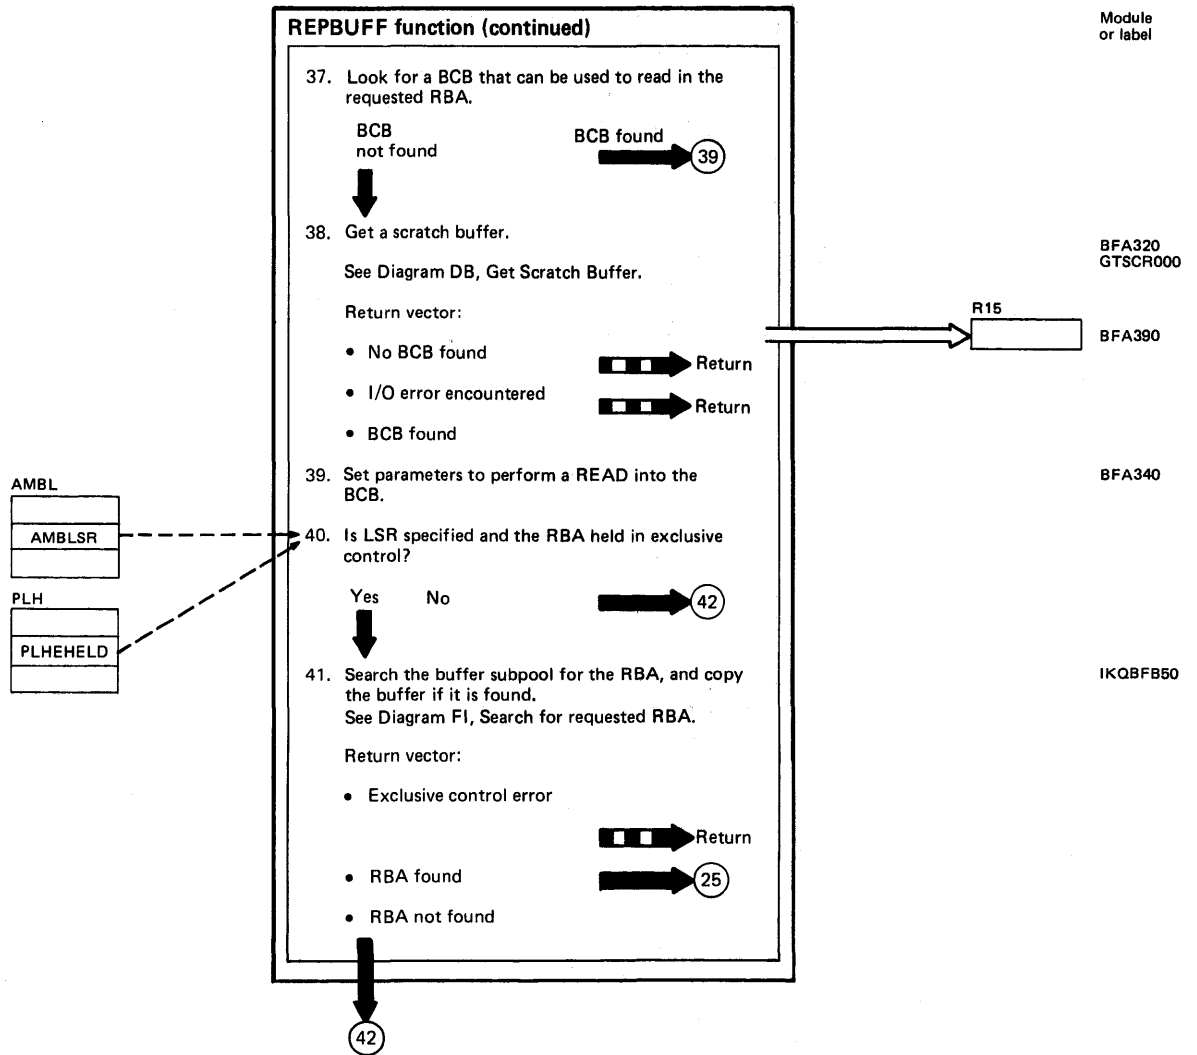 REPBUFF function (continued)
Module
or label
37. Look for a BCB that can be used to read in the
requested RBA.
BCB
not found
BCB found
39
38. Get a scratch buffer.
BFA320
GTSCR000
See Diagram DB, Get Scratch Buffer.
Return vector:
R15
BFA390
• No BCB found
Return
• I/O error encountered
Return
• BCB found
39. Set parameters to perform a READ into the
BCB.
BFA340
AMBL
AMBLSR
40. Is LSR specified and the RBA held in exclusive
control?
PLH
PLHEHELD
Yes No
42
41. Search the buffer subpool for the RBA, and copy
the buffer if it is found.
See Diagram FI, Search for requested RBA.
IKQBFB50
Return vector:
• Exclusive control error
Return
• RBA found
25
• RBA not found
42